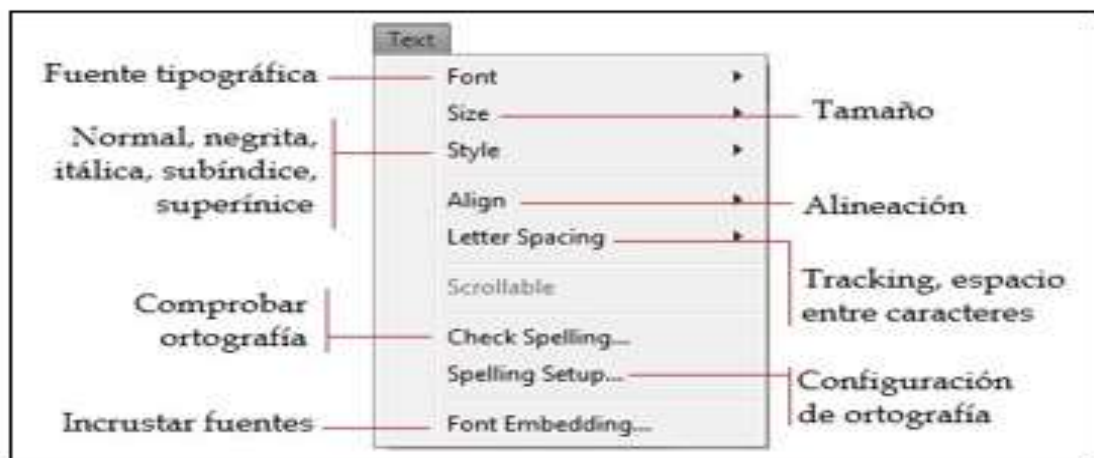 Text
Fuente tipográfica
Font
Size
Tamaño
Normal, negrita,
itálica, subíndice,
superínice
Style
Align
Alineación
Letter Spacing
Tracking, espacio
entre caracteres
Scrollable
Comprobar
ortografía
Check Spelling...
Spelling Setup...
Configuración
de ortografía
Incrustar fuentes
Font Embedding...